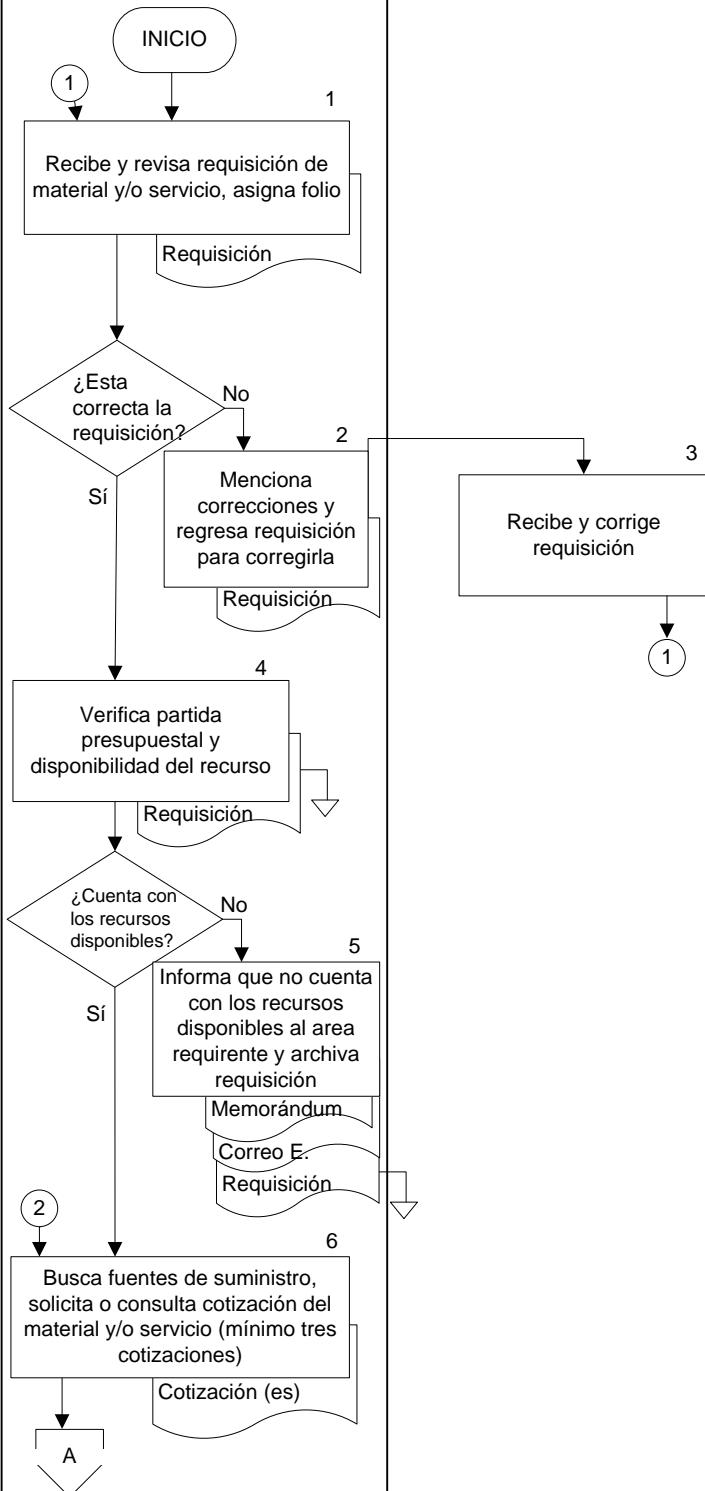 INICIO
1
1
Recibe y revisa requisición de
material y/o servicio, asigna folio
Requisición
¿Esta
correcta la
requisición?
No
Sí
2
Menciona
correcciones y
regresa requisición
para corregirla
Requisición
3
Recibe y corrige
requisición
1
4
Verifica partida
presupuestal y
disponibilidad del recurso
Requisición
¿Cuenta con
los recursos
disponibles?
No
Sí
5
Informa que no cuenta
con los recursos
disponibles al area
requirente y archiva
requisición
Memorándum
Correo E.
Requisición
2
6
Busca fuentes de suministro,
solicita o consulta cotización del
material y/o servicio (mínimo tres
cotizaciones)
Cotización (es)
A